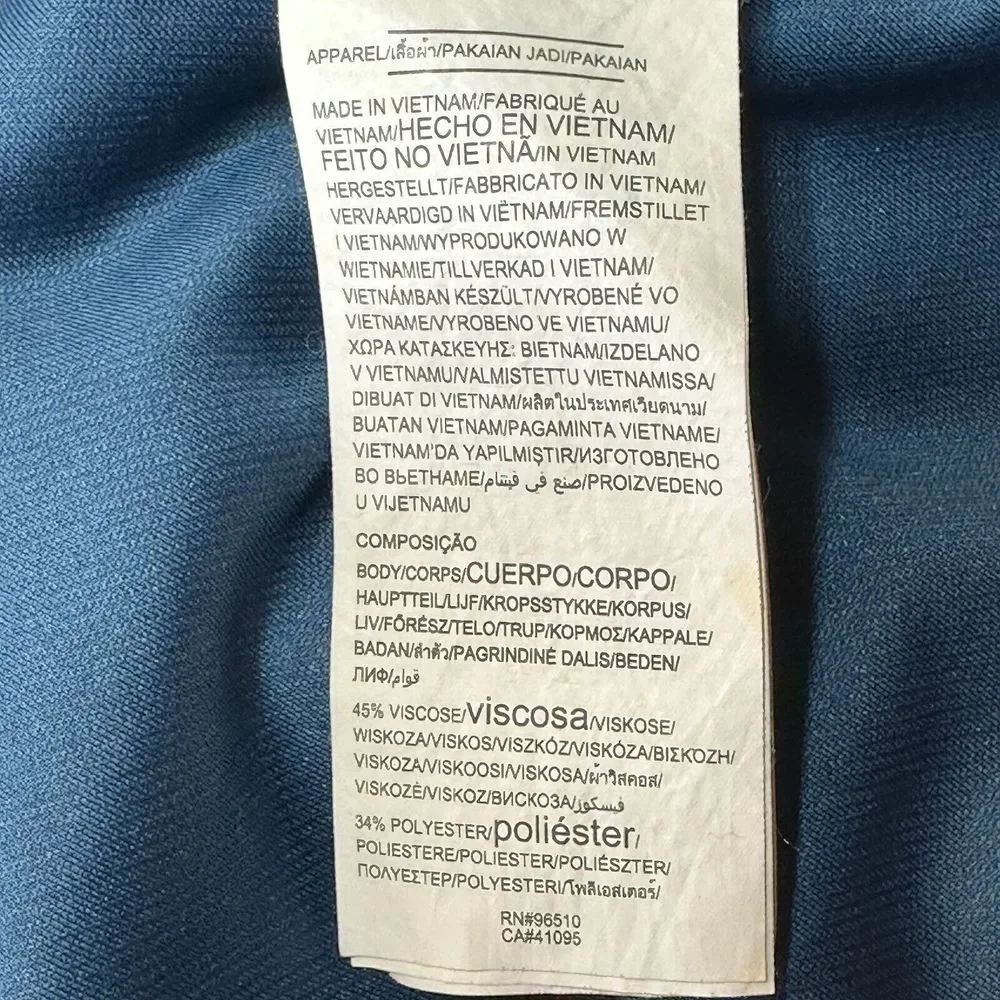 APPAREL/เสื้อผ้า/PAKAIAN JADI/PAKAIAN
MADE IN VIETNAM/FABRIQUÉ AU
VIETNAM/HECHO EN VIETNAM/
FEITO NO VIETNÃ/IN VIETNAM
HERGESTELLT/FABBRICATO IN VIETNAM/
VERVAARDIGD IN VIËTNAM/FREMSTILLET
I VIETNAM/WYPRODUKOWANO W
WIETNAMIE/TILLVERKAD I VIETNAM/
VIETNÁMBAN KÉSZÜLT/VYROBENÉ VO
VIETNAME/VYROBENO VE VIETNAMU/
ΧΩΡΑ ΚΑΤΑΣΚΕΥΗΣ: ΒΙΕΤΝΑΜ/IZDELANO
V VIETNAMU/VALMISTETTU VIETNAMISSA/
DIBUAT DI VIETNAM/ผลิตในประเทศเวียดนาม/
BUATAN VIETNAM/PAGAMINTA VIETNAME/
VIETNAM'DA YAPILMIŞTIR/ИЗГОТОВЛЕНО
ВО ВЬЕТНАМЕ/صنع في فيتنام/PROIZVEDENO
U VIJETNAMU
COMPOSIÇÃO
BODY/CORPS/CUERPO/CORPO/
HAUPTTEIL/LIJF/KROPSSTYKKE/KORPUS/
LIV/FŐRÉSZ/TELO/TRUP/ΚΟΡΜΟΣ/KAPPALE/
BADAN/ลำตัว/PAGRINDINĖ DALIS/BEDEN/
ЛИФ/قوام/
45% VISCOSE/viscosa/VISKOSE/
WISKOZA/VISKOS/VISZKÓZ/VISKÓZA/ΒΙΣΚΌΖΗ/
VISKOZA/VISKOOSI/VISKOSA/ผ้าวิสคอส/
VISKOZĖ/VISKOZ/ВИСКОЗА/فيسكوز/
34% POLYESTER/poliéster/
POLIESTERE/POLIESTER/POLIÉSZTER/
ΠΟΛΥΕΣΤΕΡ/POLYESTERI/โพลีเอสเตอร์/
RN#96510
CA#41095